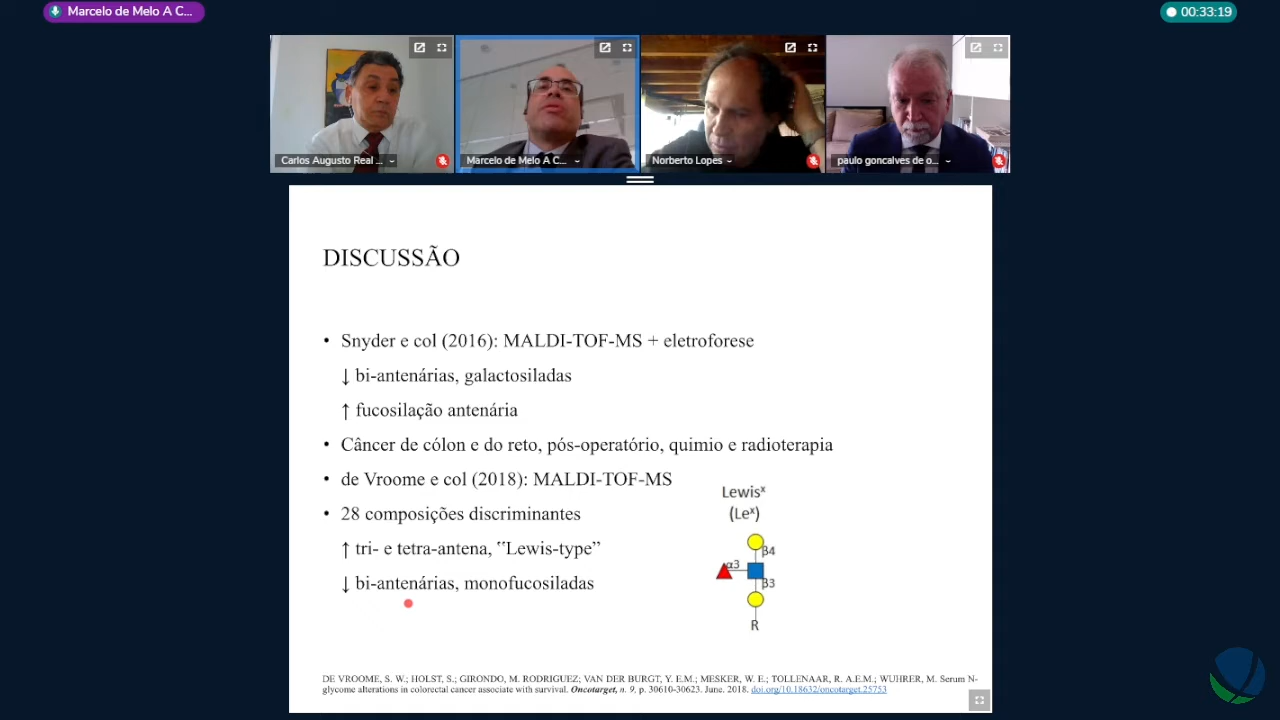 Marcelo de Melo A C...
00:33:19
Carlos Augusto Real ...
Marcelo de Melo A C...
Norberto Lopes
paulo goncalves de o...
DISCUSSÃO
• Snyder e col (2016): MALDI-TOF-MS + eletroforese
↓ bi-antenárias, galactosiladas
↑ fucosilação antenária
• Câncer de cólon e do reto, pós-operatório, quimio e radioterapia
• de Vroome e col (2018): MALDI-TOF-MS
• 28 composições discriminantes
↑ tri- e tetra-antena, “Lewis-type”
↓ bi-antenárias, monofucosiladas
Lewisˣ
(Leˣ)
β4
α3
β3
R
DE VROOME, S. W.; HOLST, S.; GIRONDO, M. RODRIGUEZ; VAN DER BURGT, Y. E.M.; MESKER, W. E.; TOLLENAAR, R. A.E.M.; WUHRER, M. Serum N-
glycome alterations in colorectal cancer associate with survival. Oncotarget, n. 9, p. 30610-30623. June. 2018. doi.org/10.18632/oncotarget.25753